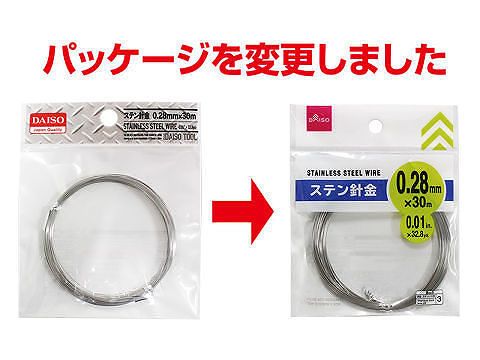 パッケージを変更しました
DAISO
Japan Quality
ステン針金 0.28mm×30m
STAINLESS STEEL WIRE
DAISO TOOL
DAISO
STAINLESS STEEL WIRE
ステン針金
0.28mm
×30m
0.01in.
×32.8yd.
3